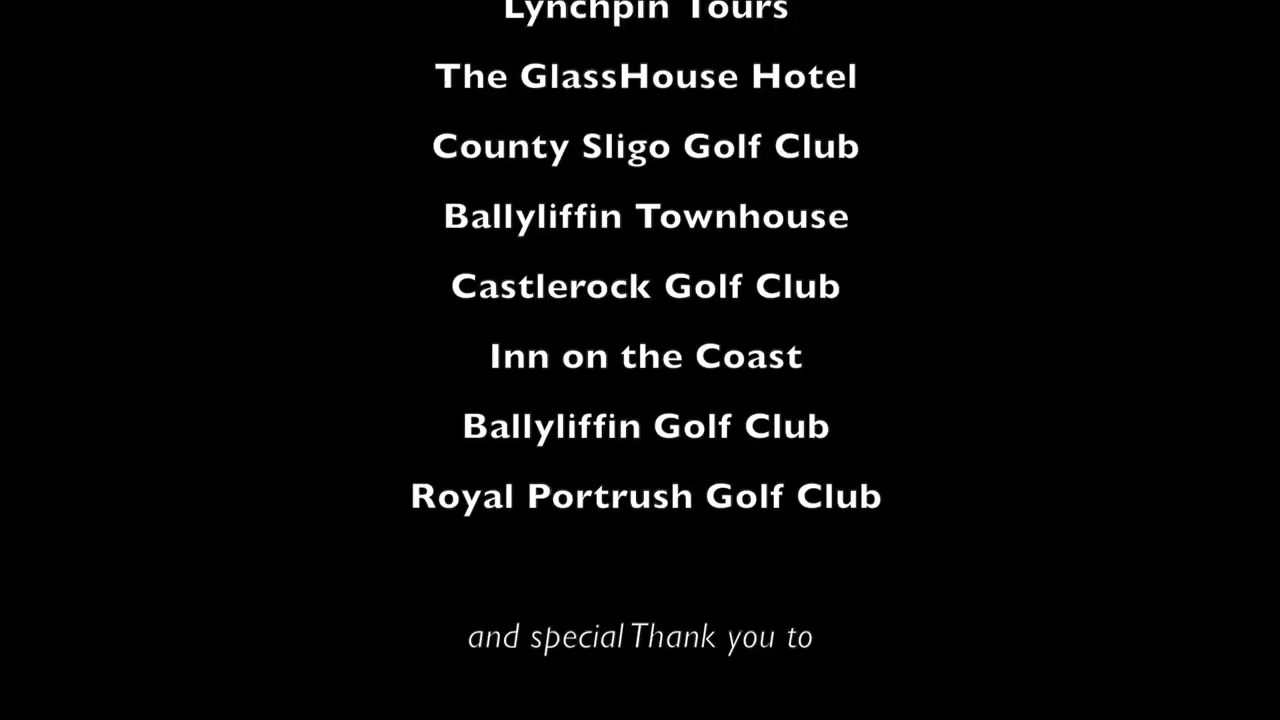 Lynchpin Tours
The GlassHouse Hotel
County Sligo Golf Club
Ballyliffin Townhouse
Castlerock Golf Club
Inn on the Coast
Ballyliffin Golf Club
Royal Portrush Golf Club
and special Thank you to